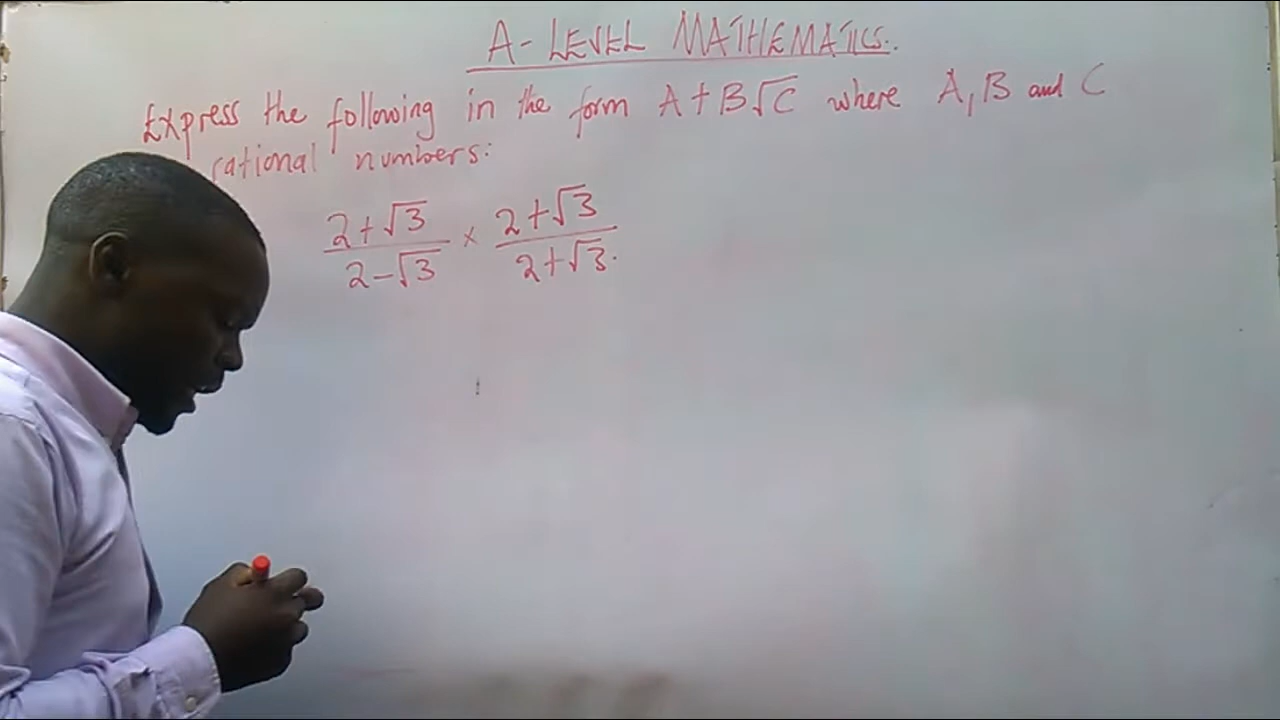 A - LEVEL MATHEMATICS.
Express the following in the form A + B√C where A, B and C
rational numbers:
2+√3 × 2+√3
2-√3 2+√3.